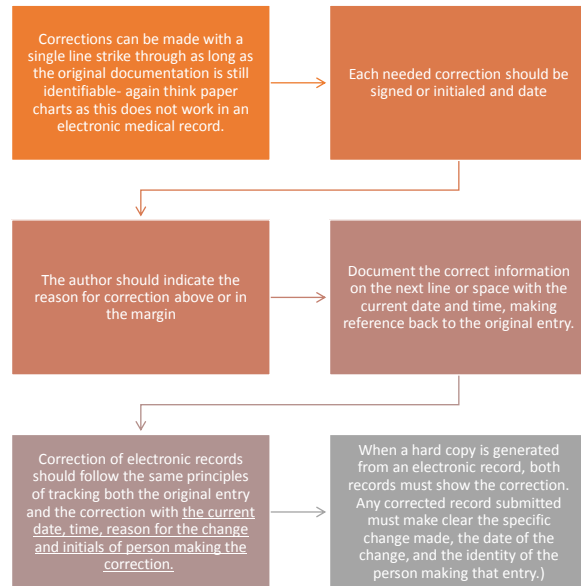 Corrections can be made with a
single line strike through as long as
the original documentation is still
identifiable- again think paper
charts as this does not work in an
electronic medical record.
Each needed correction should be
signed or initialed and date
The author should indicate the
reason for correction above or in
the margin
Document the correct information
on the next line or space with the
current date and time, making
reference back to the original entry.
Correction of electronic records
should follow the same principles
of tracking both the original entry
and the correction with the current
date, time, reason for the change
and initials of person making the
correction.
When a hard copy is generated
from an electronic record, both
records must show the correction.
Any corrected record submitted
must make clear the specific
change made, the date of the
change, and the identity of the
person making that entry.)